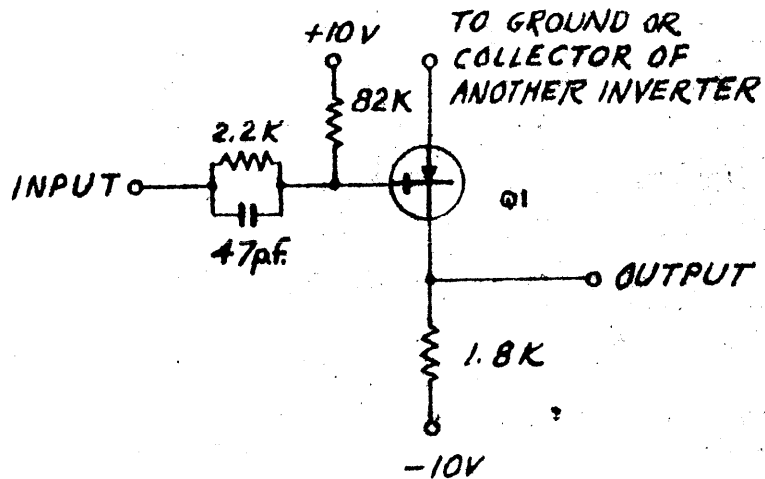 +10V
TO GROUND OR
COLLECTOR OF
ANOTHER INVERTER
82K
2.2K
INPUT
Q1
47pf.
OUTPUT
1.8K
-10V